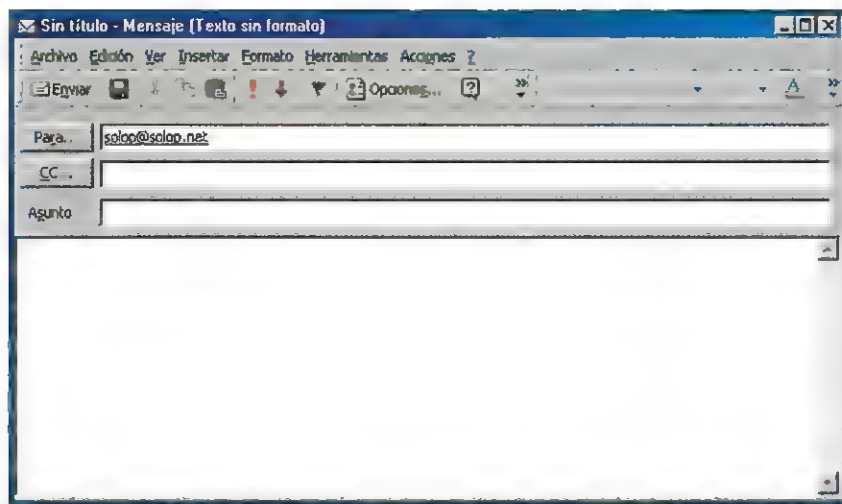 Sin título - Mensaje (Texto sin formato)
Archivo Edición Ver Insertar Formato Herramientas Acciones ?
Enviar Opciones...
Para... solop@solop.net
CC...
Asunto